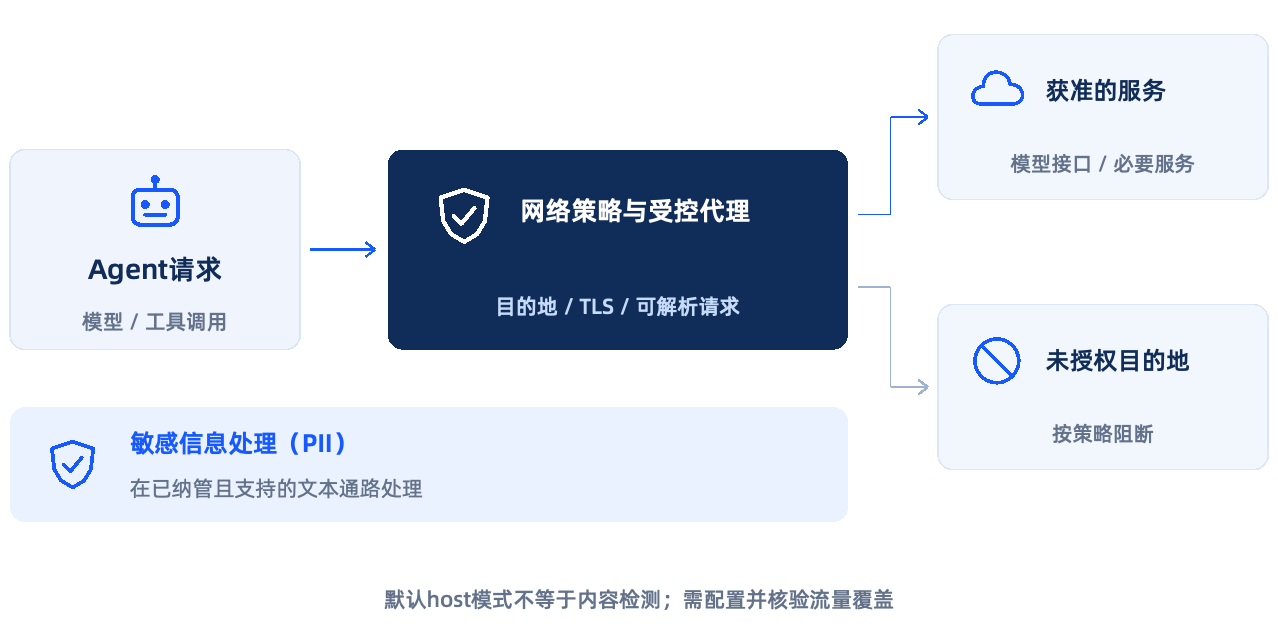 Agent请求
模型 / 工具调用
网络策略与受控代理
目的地 / TLS / 可解析请求
获准的服务
模型接口 / 必要服务
未授权目的地
按策略阻断
敏感信息处理（PII）
在已纳管且支持的文本通路处理
默认host模式不等于内容检测；需配置并核验流量覆盖